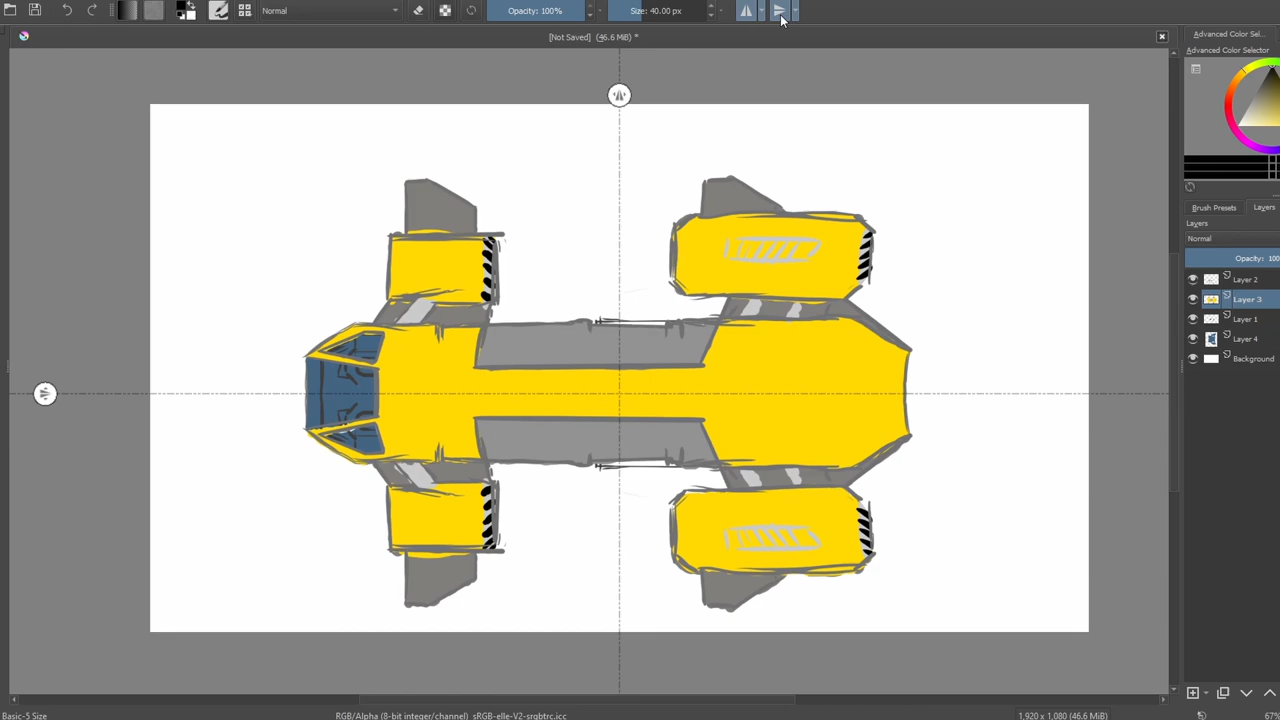 Normal
Opacity: 100%
Size: 40.00 px
[Not Saved] (46.6 MiB) *
Advanced Color Sel...
Advanced Color Selector
Brush Presets
Layers
Layers
Normal
Opacity: 100
Layer 2
Layer 3
Layer 1
Layer 4
Background
Basic-5 Size
RGB/Alpha (8-bit integer/channel) sRGB-elle-V2-srgbtrc.icc
1,920 x 1,080 (46.6 MiB)
67%